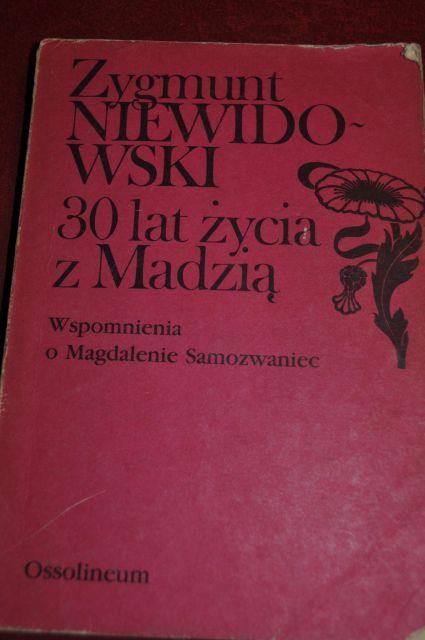 Zygmunt
NIEWIDO-
WSKI
30 lat życia
z Madzią
Wspomnienia
o Magdalenie Samozwaniec
Ossolineum